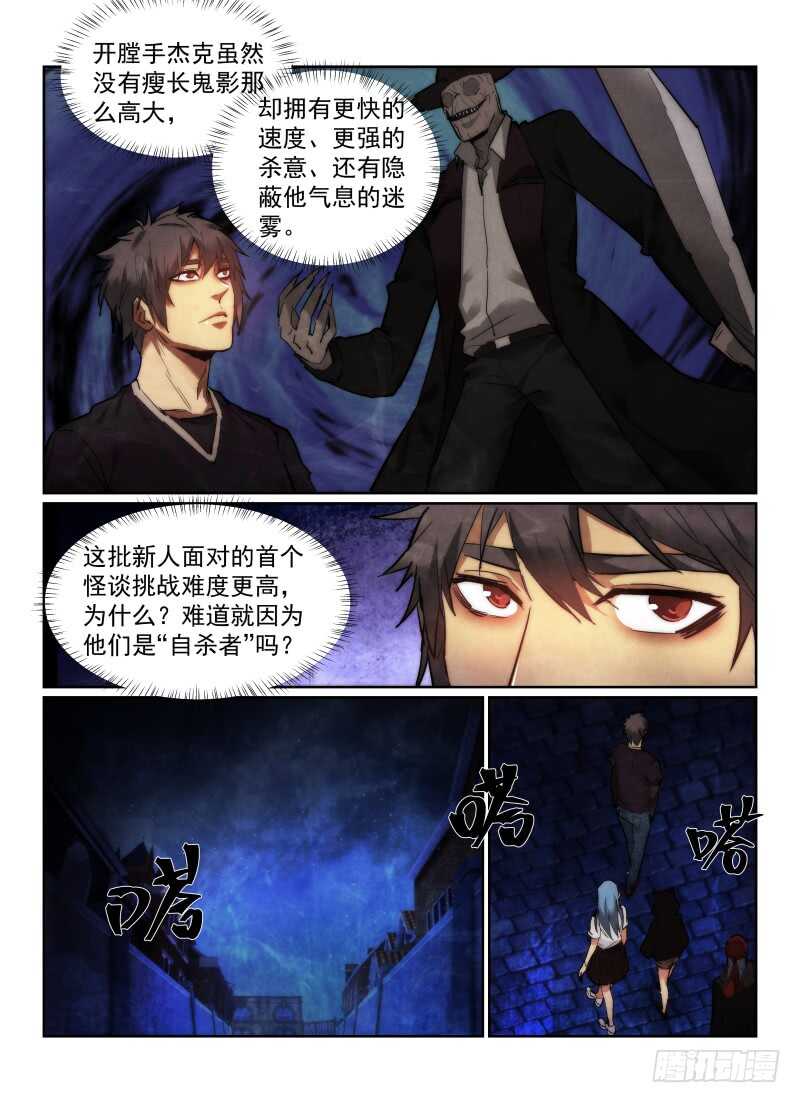 开膛手杰克虽然
没有瘦长鬼影那
么高大，
却拥有更快的
速度、更强的
杀意、还有隐
蔽他气息的迷
雾。
这批新人面对的首个
怪谈挑战难度更高，
为什么？难道就因为
他们是“自杀者”吗？
嗒
嗒
嗒
嗒
腾讯动漫